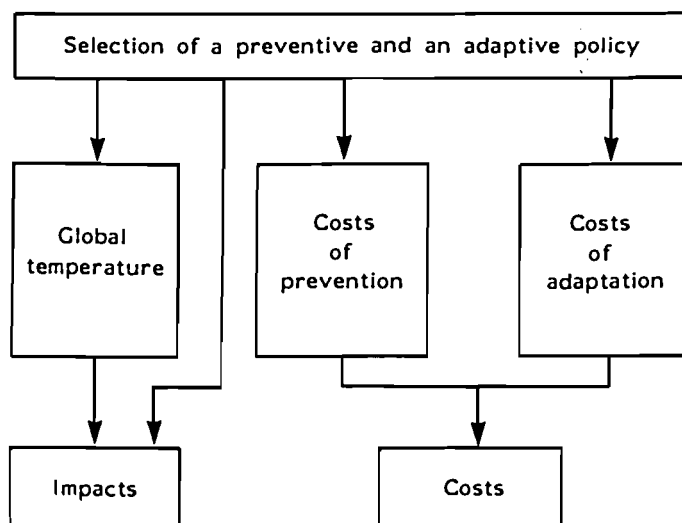 Selection of a preventive and an adaptive policy
Global
temperature
Costs
of
prevention
Costs
of
adaptation
Impacts
Costs